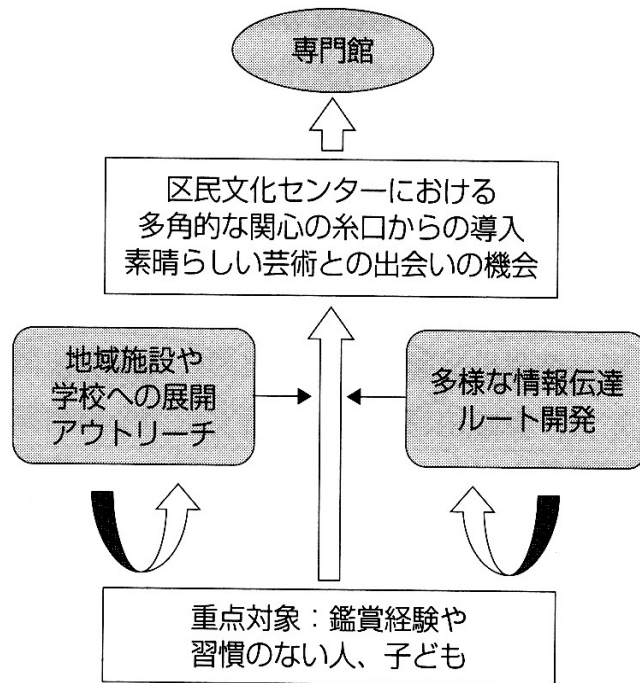 専門館
区民文化センターにおける
多角的な関心の糸口からの導入
素晴らしい芸術との出会いの機会
地域施設や
学校への展開
アウトリーチ
多様な情報伝達
ルート開発
重点対象：鑑賞経験や
習慣のない人、子ども